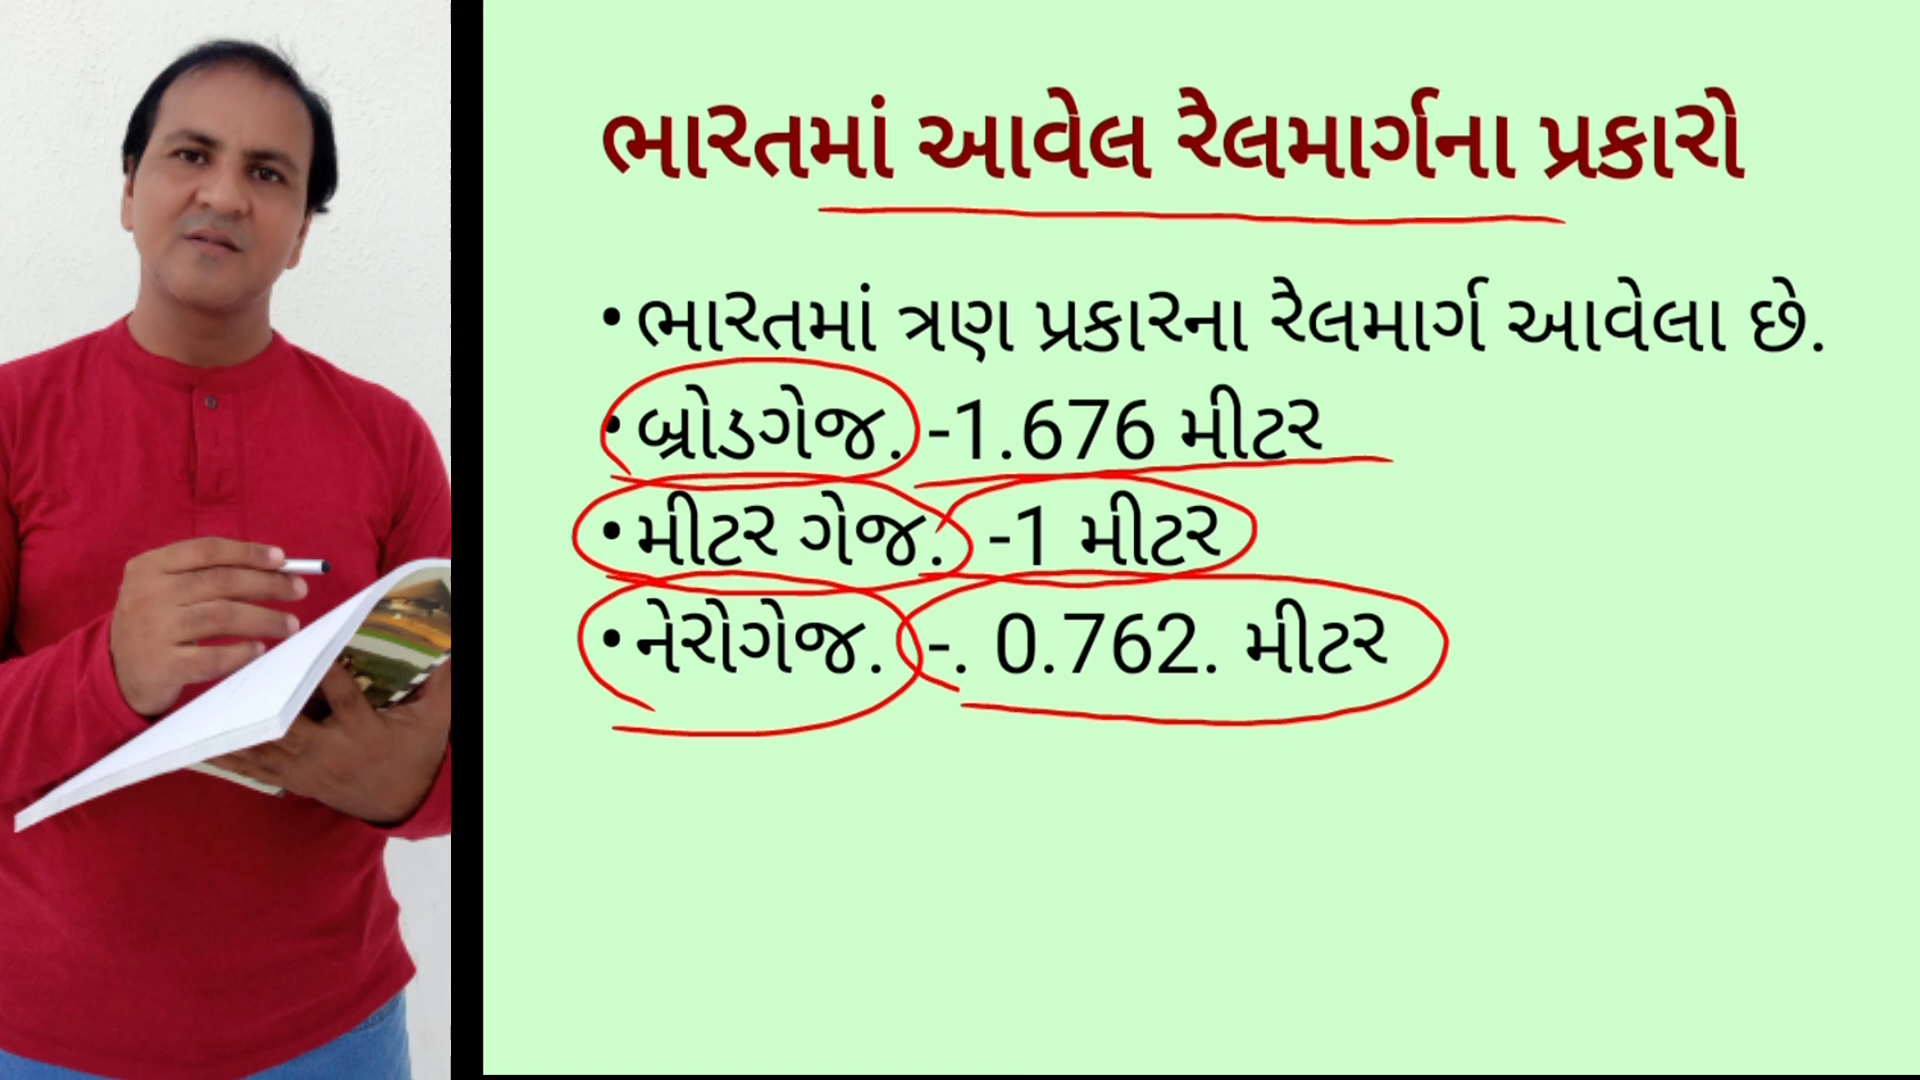 ભારતમાં આવેલ રેલમાર્ગના પ્રકારો
• ભારતમાં ત્રણ પ્રકારના રેલમાર્ગ આવેલા છે.
• બ્રોડગેજ. -1.676 મીટર
• મીટર ગેજ. -1 મીટર
• નેરોગેજ. -. 0.762. મીટર